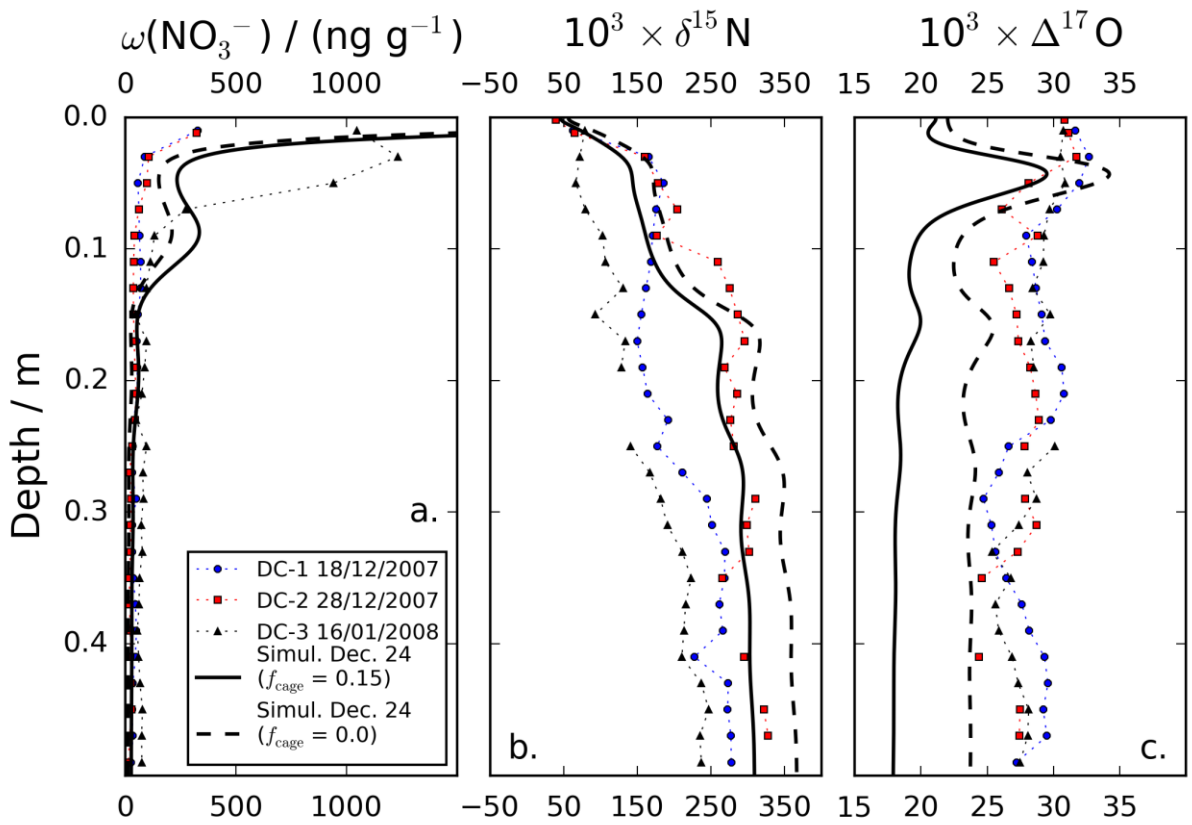 ω(NO₃⁻) / (ng g⁻¹)
10³ × δ¹⁵N
10³ × Δ¹⁷O
0 500 1000
−50 50 150 250 350
15 20 25 30 35
Depth / m
0.0
0.1
0.2
0.3
0.4
a.
b.
c.
DC-1 18/12/2007
DC-2 28/12/2007
DC-3 16/01/2008
Simul. Dec. 24
(f_cage = 0.15)
Simul. Dec. 24
(f_cage = 0.0)
0 500 1000
−50 50 150 250 350
15 20 25 30 35